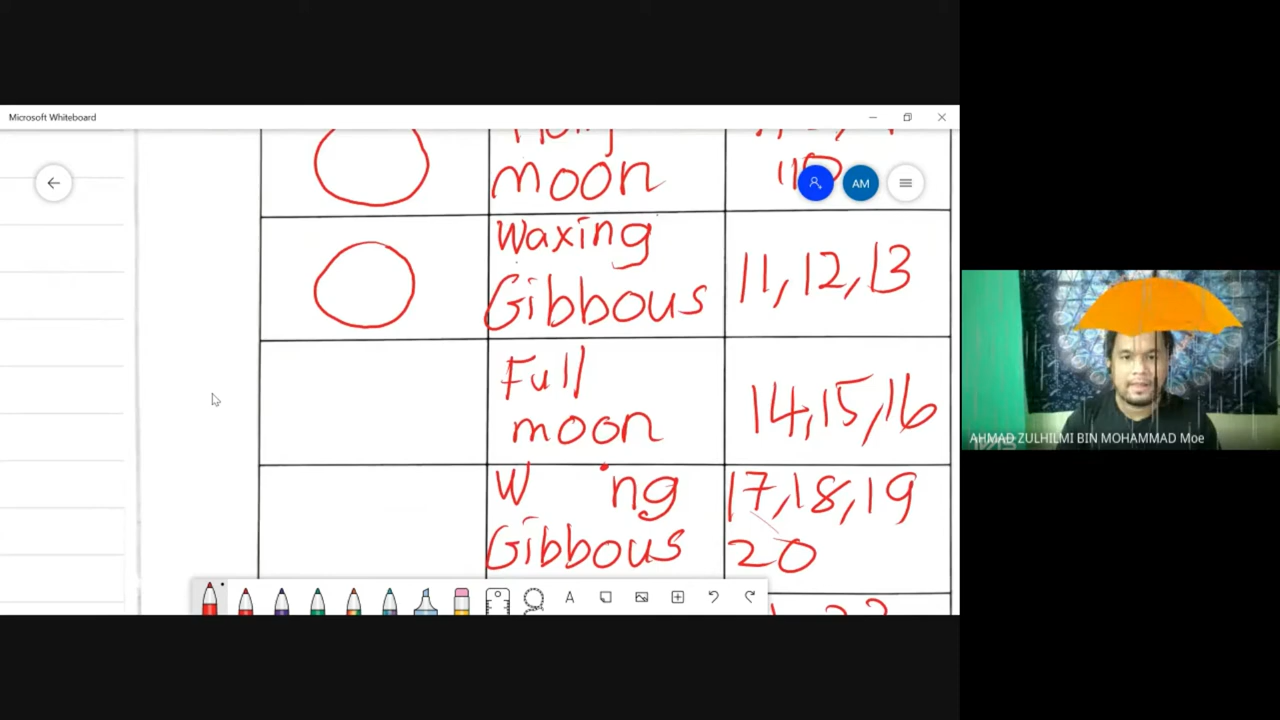 Microsoft Whiteboard
moon
AM
Waxing
Gibbous
11, 12, 13
Full
moon
14, 15, 16
W ing
Gibbous
17, 18, 19
20
A
AHMAD ZULHILMI BIN MOHAMMAD Moe